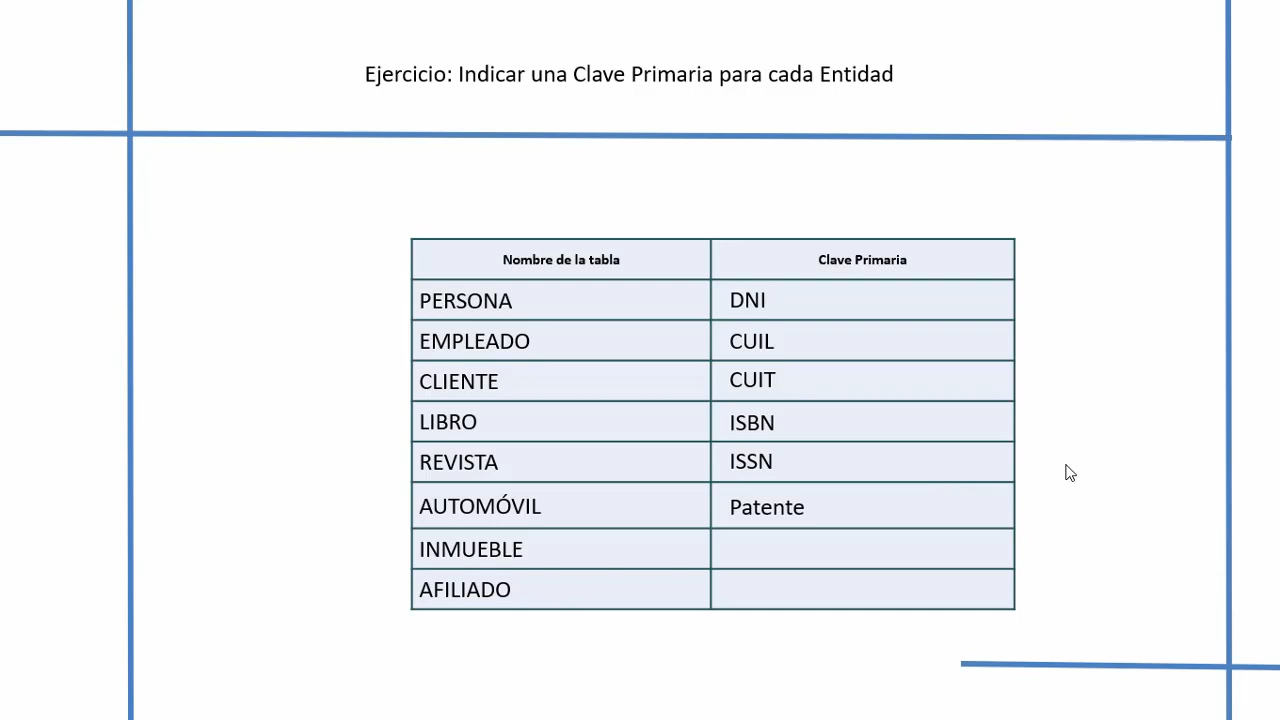 Ejercicio: Indicar una Clave Primaria para cada Entidad
Nombre de la tabla Clave Primaria
PERSONA DNI
EMPLEADO CUIL
CLIENTE CUIT
LIBRO ISBN
REVISTA ISSN
AUTOMÓVIL Patente
INMUEBLE
AFILIADO